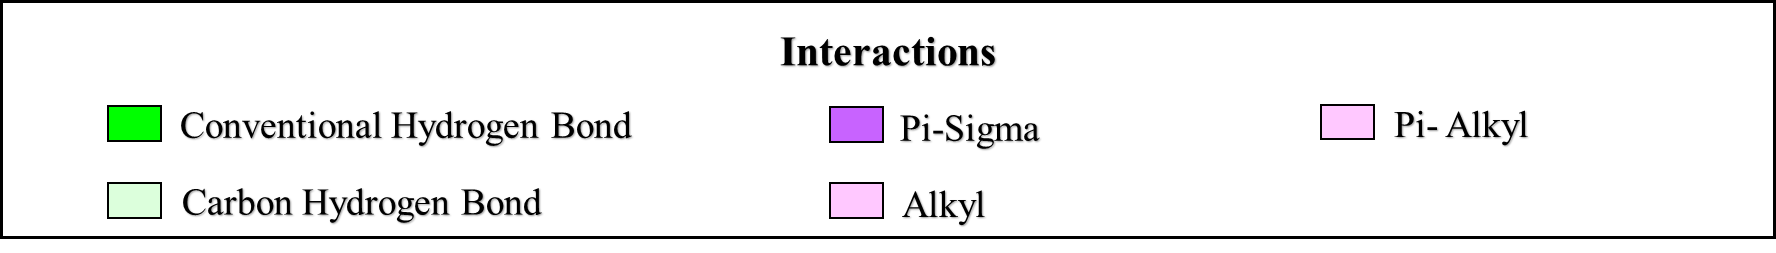 Interactions
Conventional Hydrogen Bond
Pi-Sigma
Pi- Alkyl
Carbon Hydrogen Bond
Alkyl